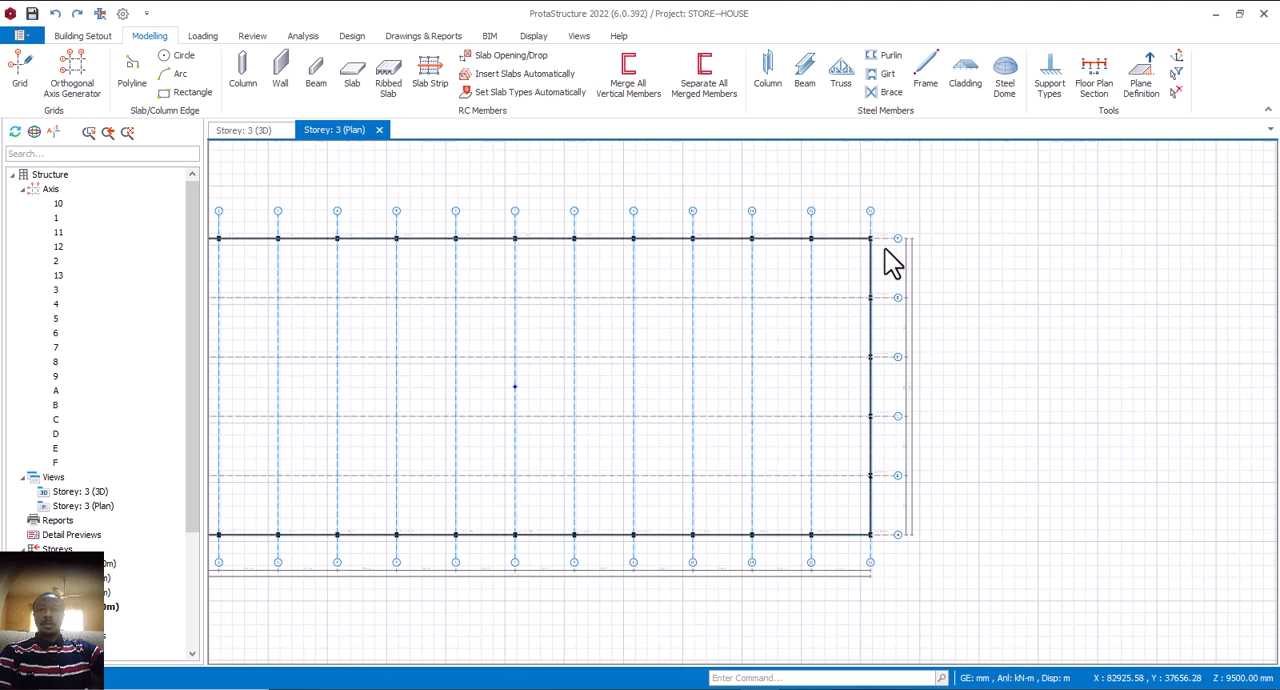 ProtaStructure 2022 (6.0.392) / Project: STORE--HOUSE
Building Setout Modelling Loading Review Analysis Design Drawings & Reports BIM Display Views Help
Grid
Orthogonal
Axis Generator
Grids
Polyline
Circle
Arc
Rectangle
Slab/Column Edge
Column
Wall
Beam
Slab
Ribbed
Slab
Slab Strip
Slab Opening/Drop
Insert Slabs Automatically
Set Slab Types Automatically
Merge All
Vertical Members
Separate All
Merged Members
RC Members
Column
Beam
Truss
Purlin
Girt
Brace
Frame
Cladding
Steel
Dome
Steel Members
Support
Types
Floor Plan
Section
Plane
Definition
Tools
Search...
Structure
Axis
10
1
11
12
2
13
3
4
5
6
7
8
9
A
B
C
D
E
F
Views
Storey: 3 (3D)
Storey: 3 (Plan)
Reports
Detail Previews
Storeys
Storey: 3 (3D)
Storey: 3 (Plan)
Enter Command...
GE: mm , Anl: kN-m , Disp: m
X : 82925.58 , Y : 37656.28
Z : 9500.00 mm